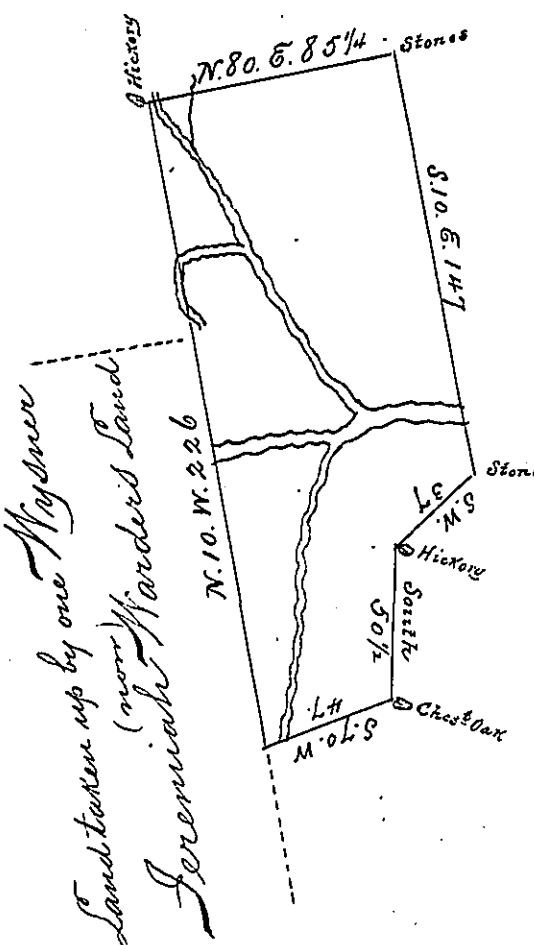 Hickory
N. 80. E. 85 1/4.
Stones
S. 10. E. 147
Stones
S. W.
37
Hickory
South
50 1/2
Chest Oak
S. 70. W
47.
N. 10. W. 226
Land taken up by one Wysner
(now)
Jeremiah Warder's Land